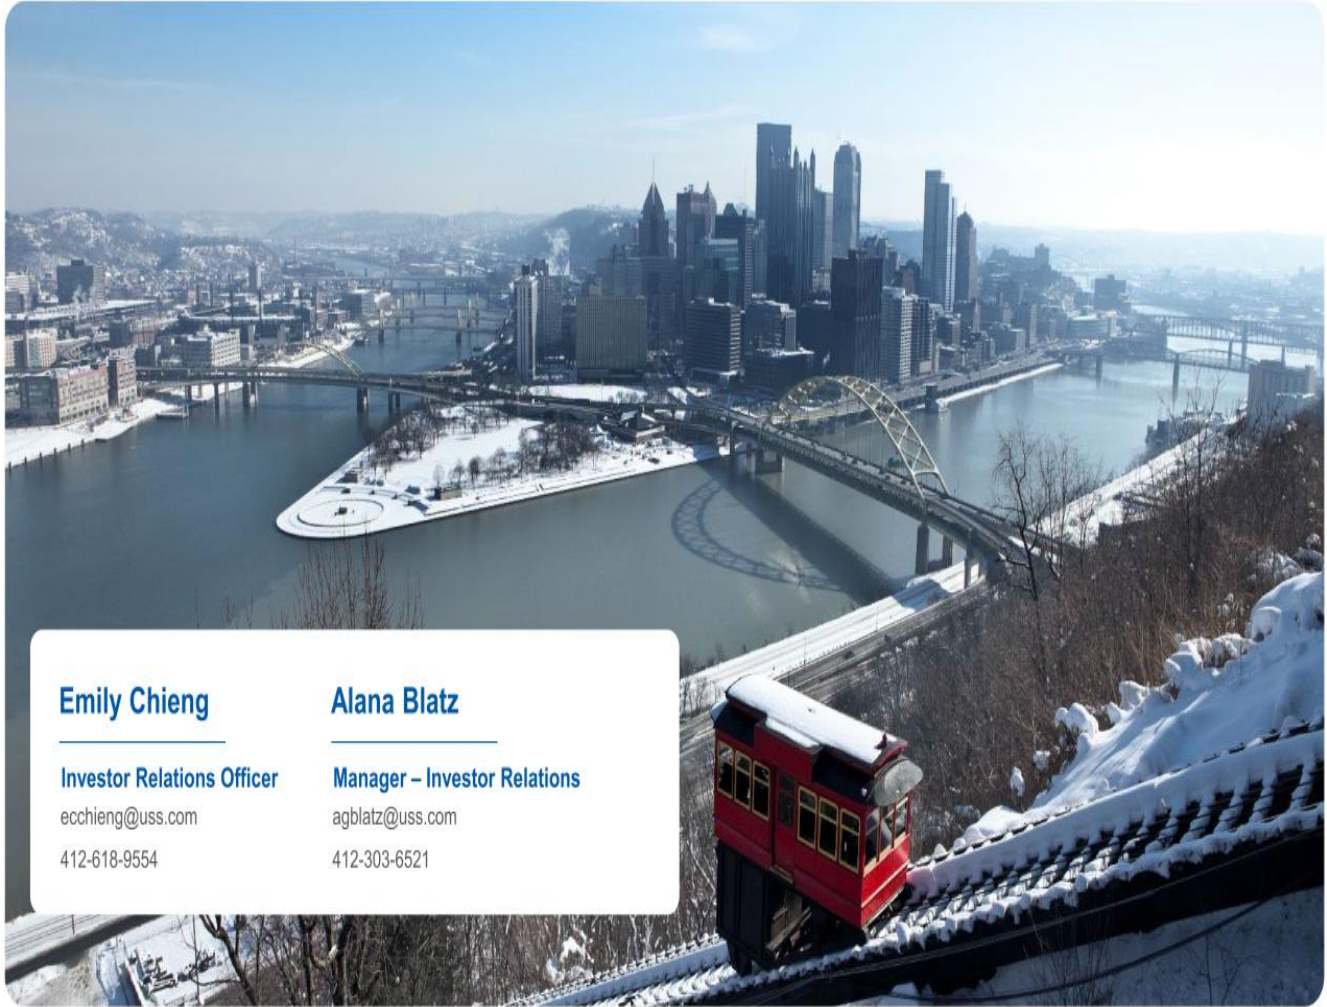 Emily Chieng
Investor Relations Officer
ecchieng@uss.com
412-618-9554
Alana Blatz
Manager – Investor Relations
agblatz@uss.com
412-303-6521